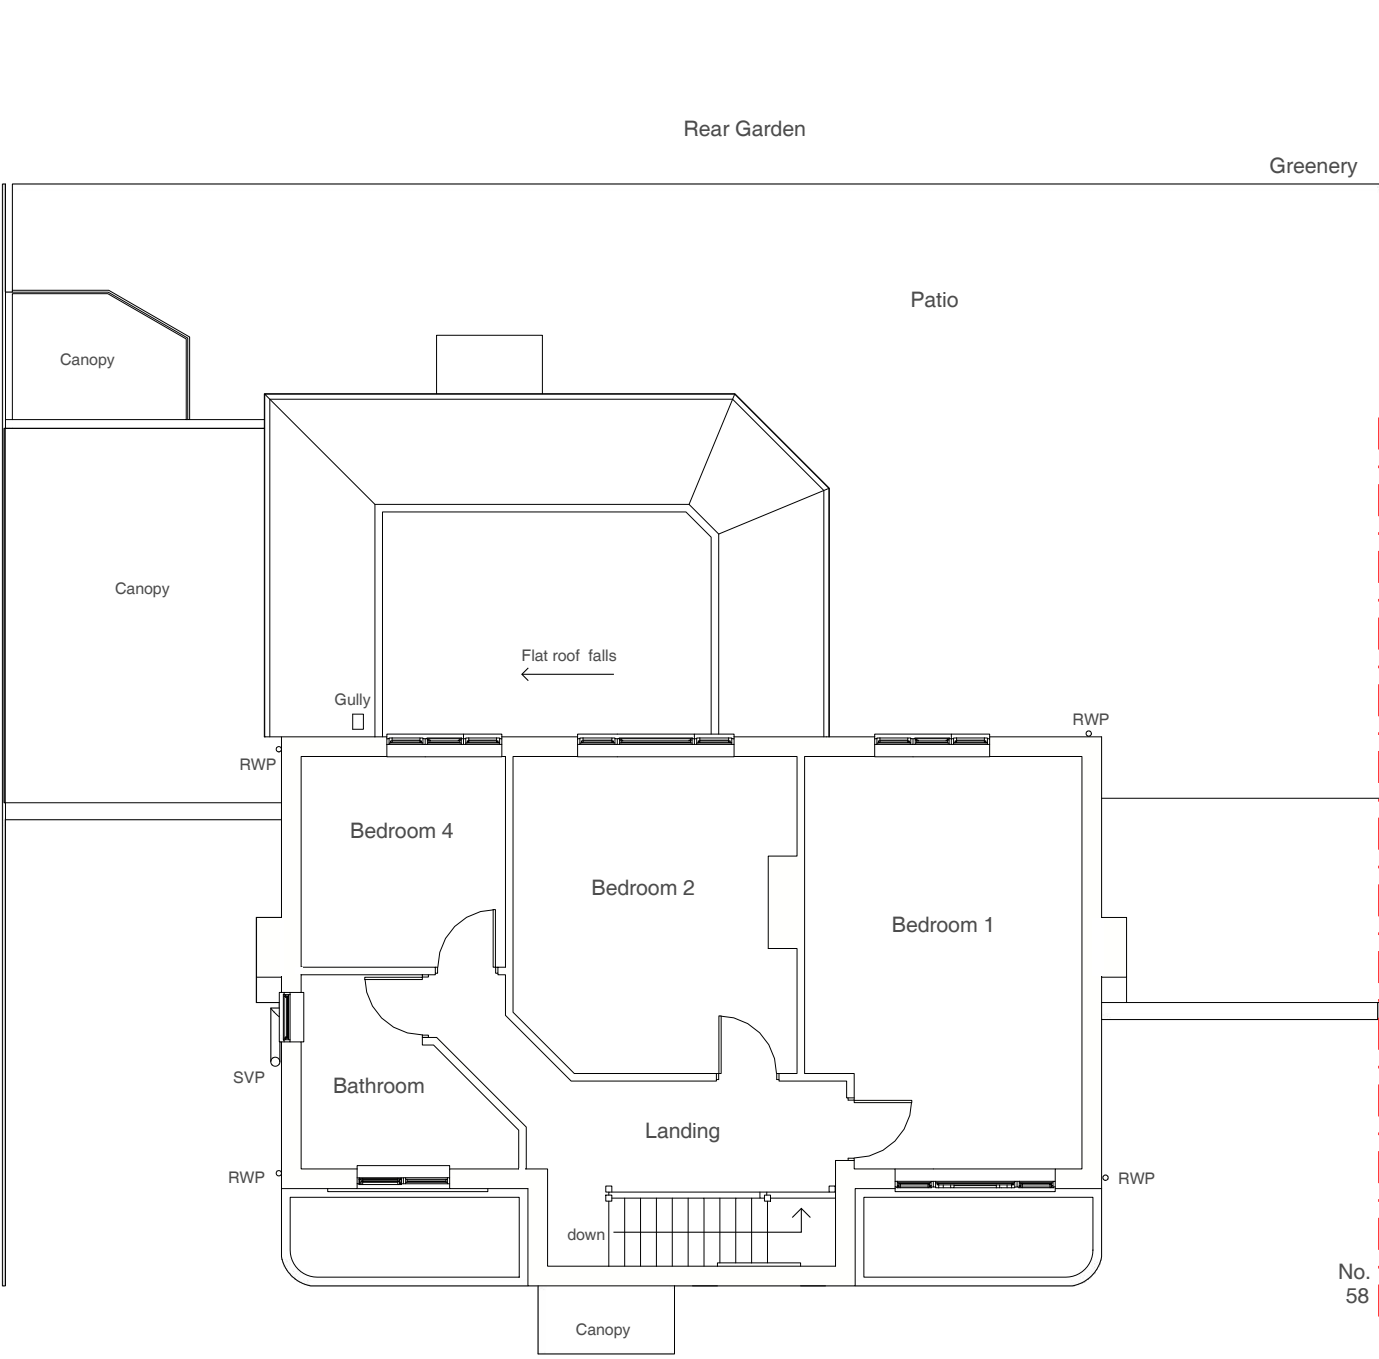 Rear Garden
Greenery
Patio
Canopy
Canopy
Flat roof falls
Gully
RWP
RWP
Bedroom 4
Bedroom 2
Bedroom 1
SVP
Bathroom
Landing
RWP
RWP
down
No.
58
Canopy